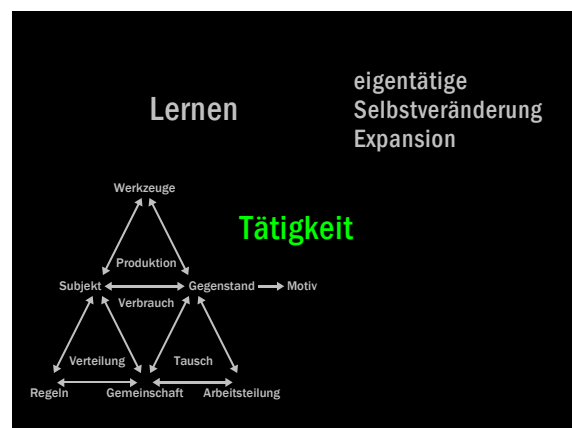 Lernen
eigentätige
Selbstveränderung
Expansion
Werkzeuge
Tätigkeit
Produktion
Subjekt
Gegenstand
Motiv
Verbrauch
Verteilung
Tausch
Regeln
Gemeinschaft
Arbeitsteilung